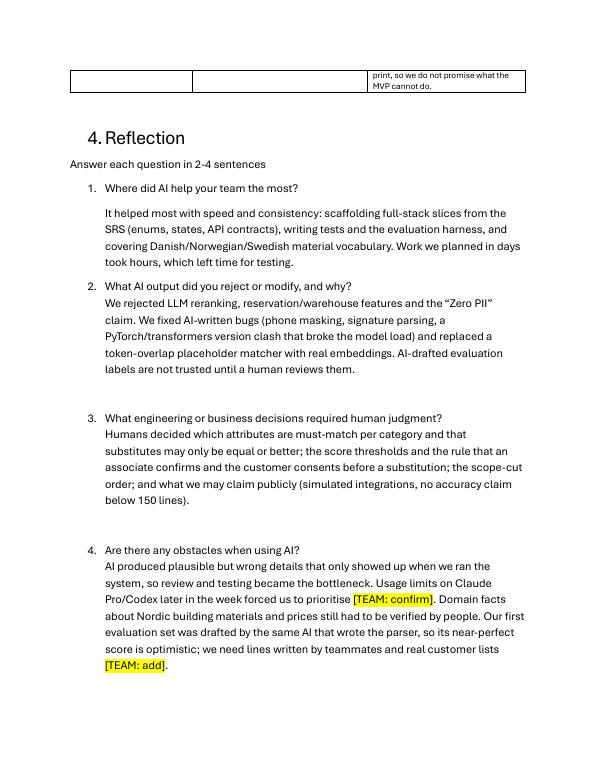 print, so we do not promise what the
MVP cannot do.
4. Reflection
Answer each question in 2-4 sentences
1. Where did AI help your team the most?
It helped most with speed and consistency: scaffolding full-stack slices from the
SRS (enums, states, API contracts), writing tests and the evaluation harness, and
covering Danish/Norwegian/Swedish material vocabulary. Work we planned in days
took hours, which left time for testing.
2. What AI output did you reject or modify, and why?
We rejected LLM reranking, reservation/warehouse features and the “Zero PII”
claim. We fixed AI-written bugs (phone masking, signature parsing, a
PyTorch/transformers version clash that broke the model load) and replaced a
token-overlap placeholder matcher with real embeddings. AI-drafted evaluation
labels are not trusted until a human reviews them.
3. What engineering or business decisions required human judgment?
Humans decided which attributes are must-match per category and that
substitutes may only be equal or better; the score thresholds and the rule that an
associate confirms and the customer consents before a substitution; the scope-cut
order; and what we may claim publicly (simulated integrations, no accuracy claim
below 150 lines).
4. Are there any obstacles when using AI?
AI produced plausible but wrong details that only showed up when we ran the
system, so review and testing became the bottleneck. Usage limits on Claude
Pro/Codex later in the week forced us to prioritise [TEAM: confirm]. Domain facts
about Nordic building materials and prices still had to be verified by people. Our first
evaluation set was drafted by the same AI that wrote the parser, so its near-perfect
score is optimistic; we need lines written by teammates and real customer lists
[TEAM: add].